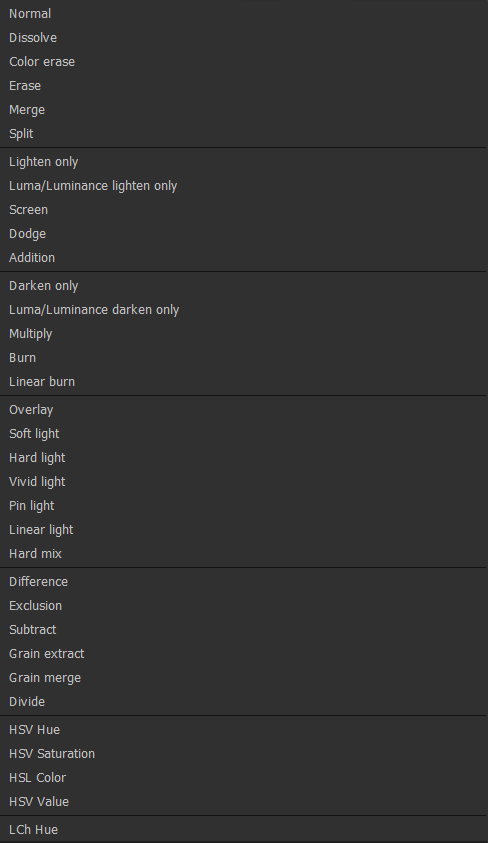 Normal
Dissolve
Color erase
Erase
Merge
Split
Lighten only
Luma/Luminance lighten only
Screen
Dodge
Addition
Darken only
Luma/Luminance darken only
Multiply
Burn
Linear burn
Overlay
Soft light
Hard light
Vivid light
Pin light
Linear light
Hard mix
Difference
Exclusion
Subtract
Grain extract
Grain merge
Divide
HSV Hue
HSV Saturation
HSL Color
HSV Value
LCh Hue